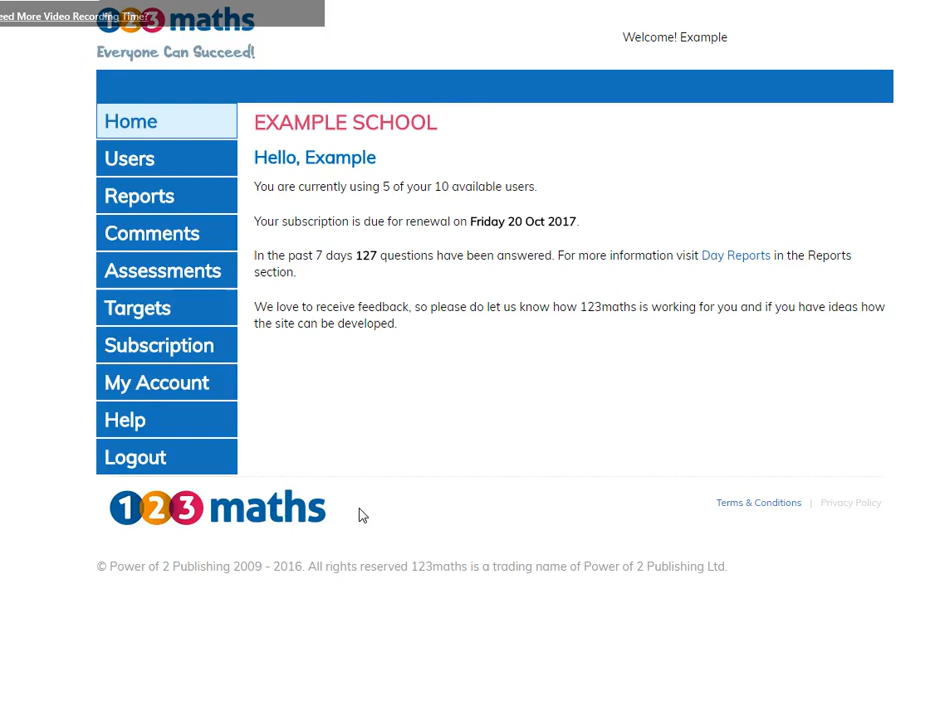 eed More Video Recording Time?
123 maths
Everyone Can Succeed!
Welcome! Example
Home
Users
Reports
Comments
Assessments
Targets
Subscription
My Account
Help
Logout
EXAMPLE SCHOOL
Hello, Example
You are currently using 5 of your 10 available users.
Your subscription is due for renewal on Friday 20 Oct 2017.
In the past 7 days 127 questions have been answered. For more information visit Day Reports in the Reports
section.
We love to receive feedback, so please do let us know how 123maths is working for you and if you have ideas how
the site can be developed.
123 maths
Terms & Conditions | Privacy Policy
© Power of 2 Publishing 2009 - 2016. All rights reserved 123maths is a trading name of Power of 2 Publishing Ltd.